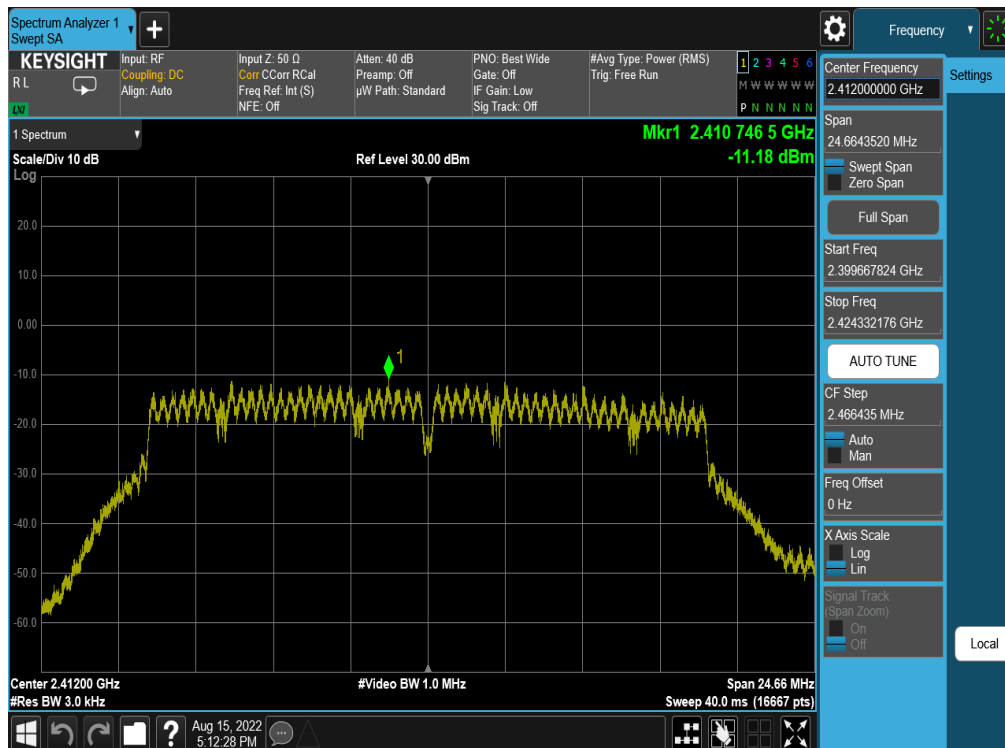 Spectrum Analyzer 1
Swept SA
+
Frequency
KEYSIGHT
R L
LXI
Input: RF
Coupling: DC
Align: Auto
Input Z: 50 Ω
Corr CCorr RCal
Freq Ref: Int (S)
NFE: Off
Atten: 40 dB
Preamp: Off
µW Path: Standard
PNO: Best Wide
Gate: Off
IF Gain: Low
Sig Track: Off
#Avg Type: Power (RMS)
Trig: Free Run
1 2 3 4 5 6
M W W W W W
P N N N N N
1 Spectrum
Scale/Div 10 dB
Log
Ref Level 30.00 dBm
Mkr1 2.410 746 5 GHz
-11.18 dBm
20.0
10.0
0.00
-10.0
-20.0
-30.0
-40.0
-50.0
-60.0
1
Center 2.41200 GHz
#Res BW 3.0 kHz
#Video BW 1.0 MHz
Span 24.66 MHz
Sweep 40.0 ms (16667 pts)
Center Frequency
2.412000000 GHz
Settings
Span
24.6643520 MHz
Swept Span
Zero Span
Full Span
Start Freq
2.399667824 GHz
Stop Freq
2.424332176 GHz
AUTO TUNE
CF Step
2.466435 MHz
Auto
Man
Freq Offset
0 Hz
X Axis Scale
Log
Lin
Signal Track
(Span Zoom)
On
Off
Local
?
Aug 15, 2022
5:12:28 PM